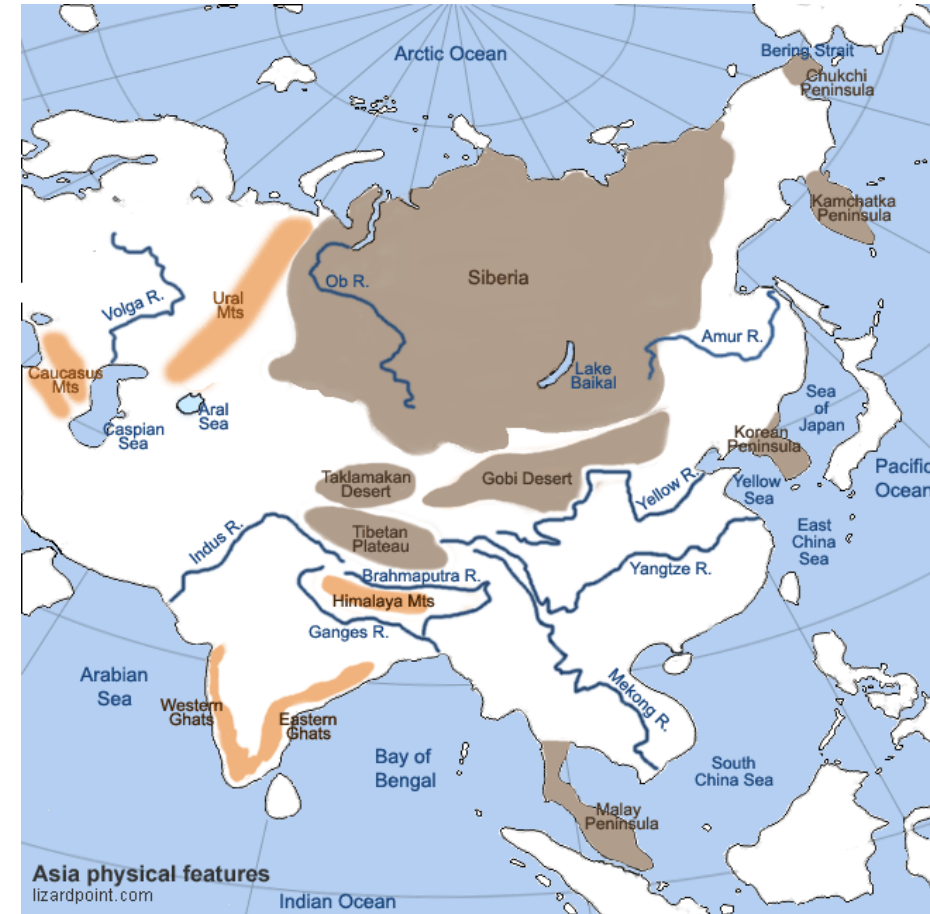 Arctic Ocean
Bering Strait
Chukchi
Peninsula
Kamchatka
Peninsula
Siberia
Ob R.
Ural
Mts
Volga R.
Amur R.
Lake
Baikal
Caucasus
Mts
Aral
Sea
Caspian
Sea
Sea
of
Japan
Korean
Peninsula
Pacific
Ocean
Taklamakan
Desert
Gobi Desert
Yellow R.
Yellow
Sea
Indus R.
Tibetan
Plateau
East
China
Sea
Yangtze R.
Brahmaputra R.
Himalaya Mts
Ganges R.
Arabian
Sea
Western
Ghats
Eastern
Ghats
Mekong R.
Bay of
Bengal
South
China Sea
Malay
Peninsula
Asia physical features
lizardpoint.com
Indian Ocean